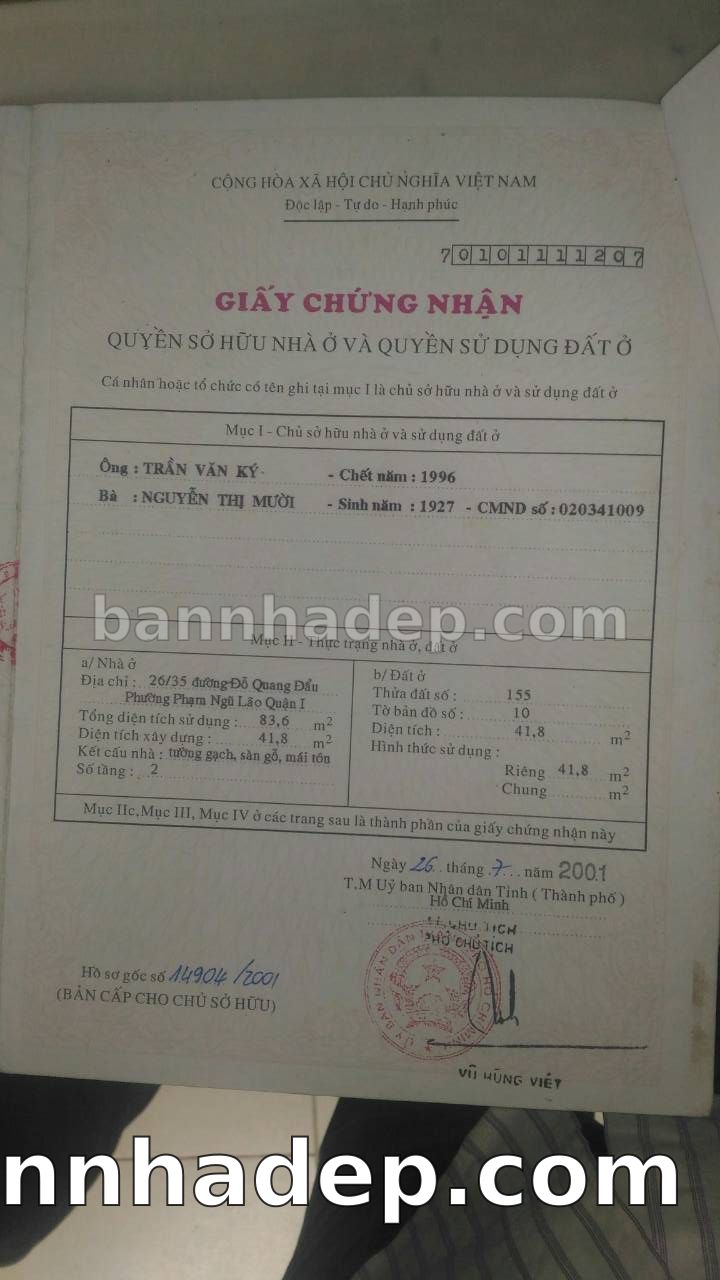 CỘNG HÒA XÃ HỘI CHỦ NGHĨA VIỆT NAM
Độc lập - Tự do - Hạnh phúc
70101111207
GIẤY CHỨNG NHẬN
QUYỀN SỞ HỮU NHÀ Ở VÀ QUYỀN SỬ DỤNG ĐẤT Ở
Cá nhân hoặc tổ chức có tên ghi tại mục I là chủ sở hữu nhà ở và sử dụng đất ở
Mục I - Chủ sở hữu nhà ở và sử dụng đất ở
Ông : TRẦN VĂN KÝ - Chết năm : 1996
Bà : NGUYỄN THỊ MƯỜI - Sinh năm : 1927 - CMND số : 020341009
bannhadep.com
Mục II - Thực trạng nhà ở, đất ở
a/ Nhà ở
Địa chỉ : 26/35 đường Đỗ Quang Đẩu
Phường Phạm Ngũ Lão Quận I
Tổng diện tích sử dụng : 83,6 m²
Diện tích xây dựng : 41,8 m²
Kết cấu nhà : tường gạch, sàn gỗ, mái tôn
Số tầng : 2
b/ Đất ở
Thửa đất số : 155
Tờ bản đồ số : 10
Diện tích : 41,8 m²
Hình thức sử dụng :
Riêng 41,8 m²
Chung m²
Mục IIc, Mục III, Mục IV ở các trang sau là thành phần của giấy chứng nhận này
Ngày 26 tháng 7 năm 2001
T.M Uỷ ban Nhân dân Tỉnh ( Thành phố )
Hồ Chí Minh
CHỦ TỊCH
PHÓ CHỦ TỊCH
Hồ sơ gốc số 14904/2001
(BẢN CẤP CHO CHỦ SỞ HỮU)
VŨ HÙNG VIỆT
nnhadep.com